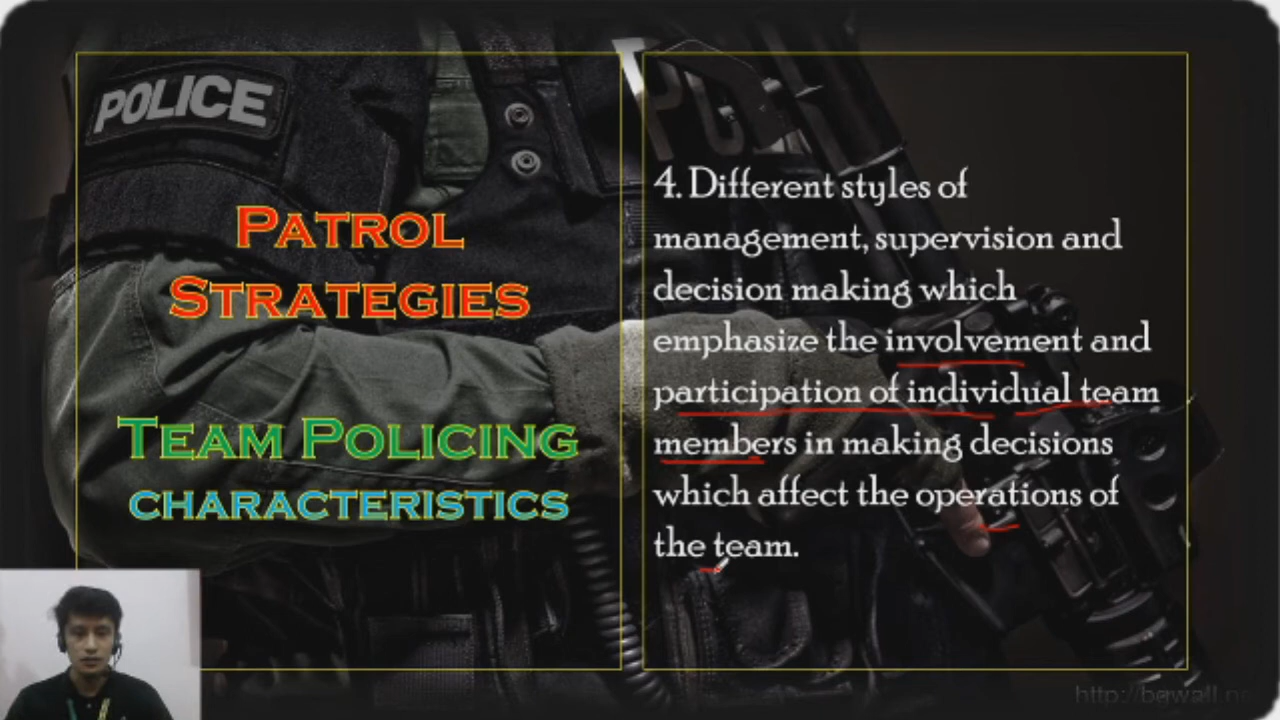 POLICE
PATROL
STRATEGIES
TEAM POLICING
CHARACTERISTICS
4. Different styles of
management, supervision and
decision making which
emphasize the involvement and
participation of individual team
members in making decisions
which affect the operations of
the team.